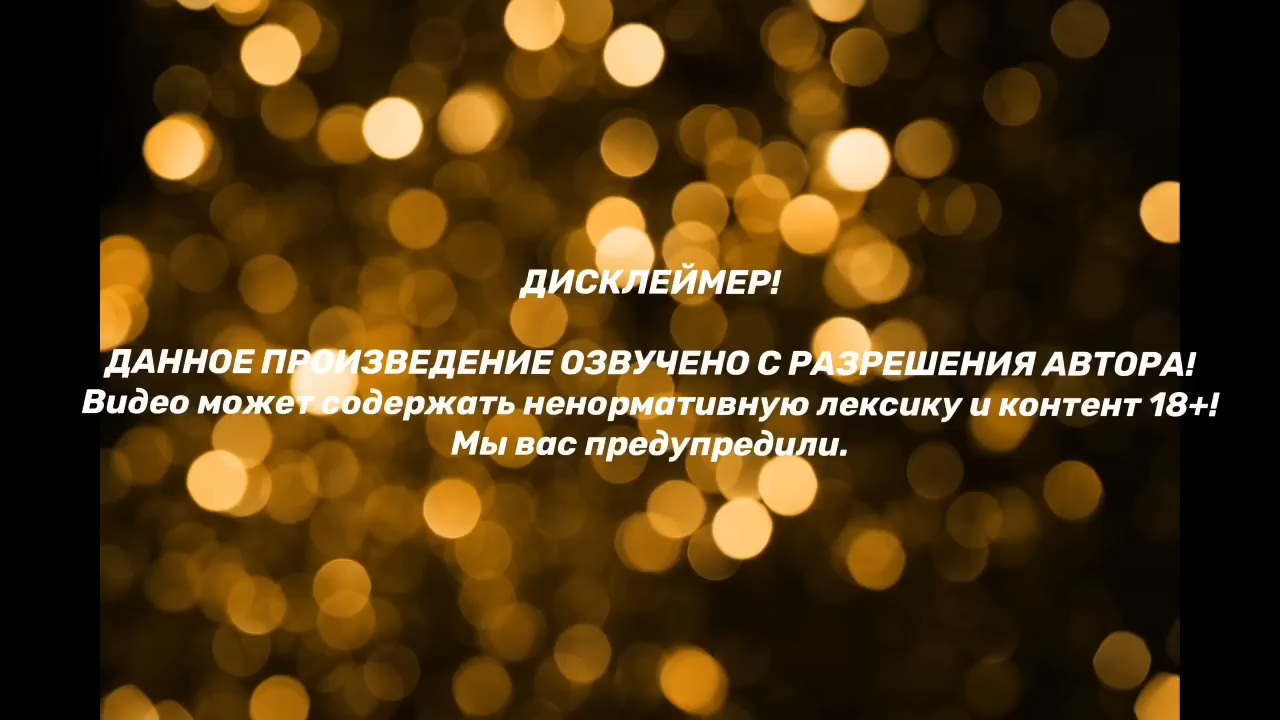 ДИСКЛЕЙМЕР!
ДАННОЕ ПРОИЗВЕДЕНИЕ ОЗВУЧЕНО С РАЗРЕШЕНИЯ АВТОРА!
Видео может содержать ненормативную лексику и контент 18+!
Мы вас предупредили.